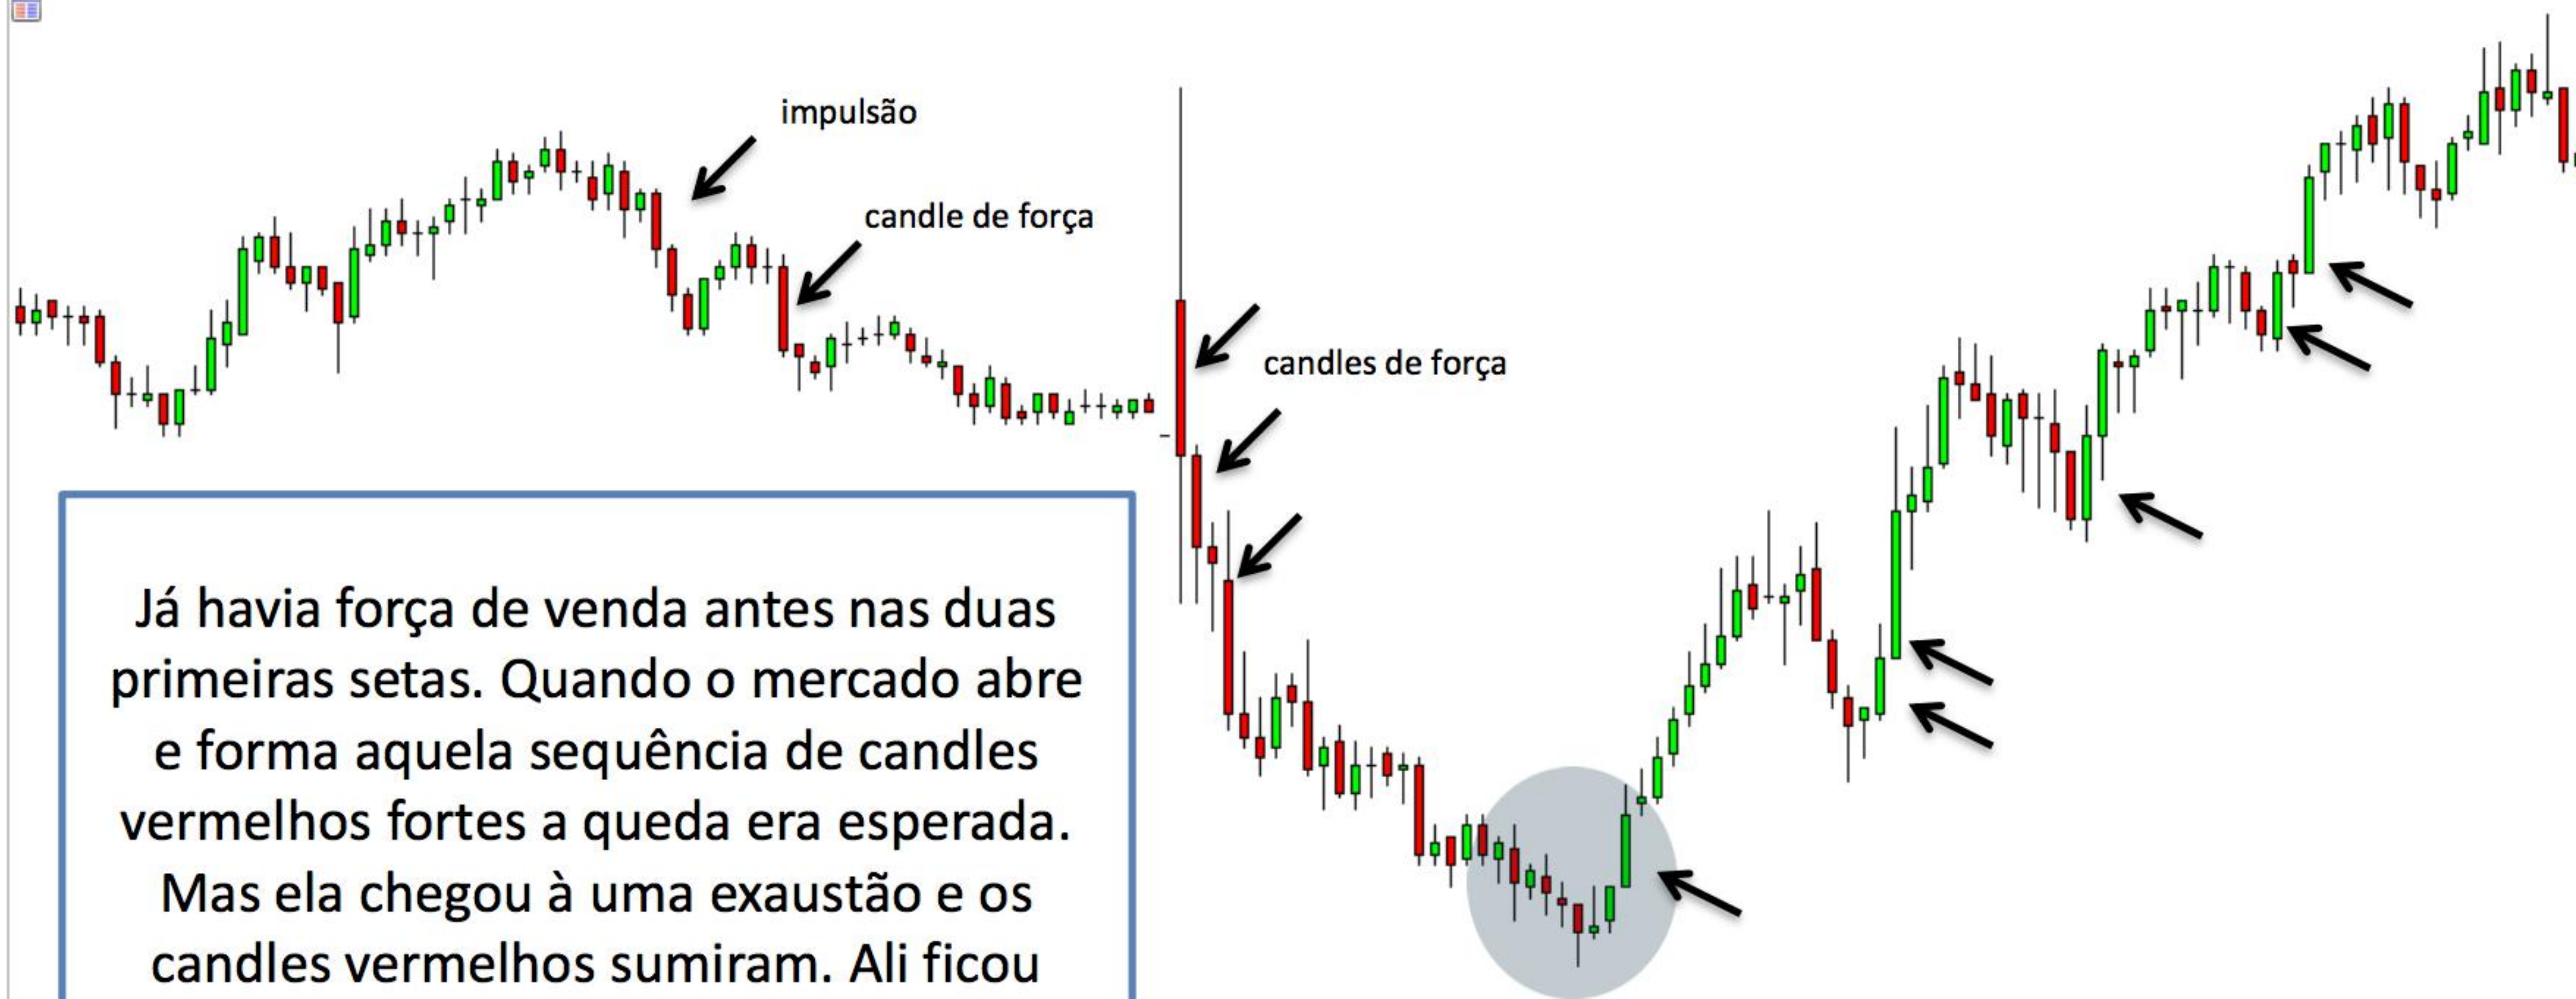 impulsão
candle de força
candles de força
Já havia força de venda antes nas duas
primeiras setas. Quando o mercado abre
e forma aquela sequência de candles
vermelhos fortes a queda era esperada.
Mas ela chegou à uma exaustão e os
candles vermelhos sumiram. Ali ficou